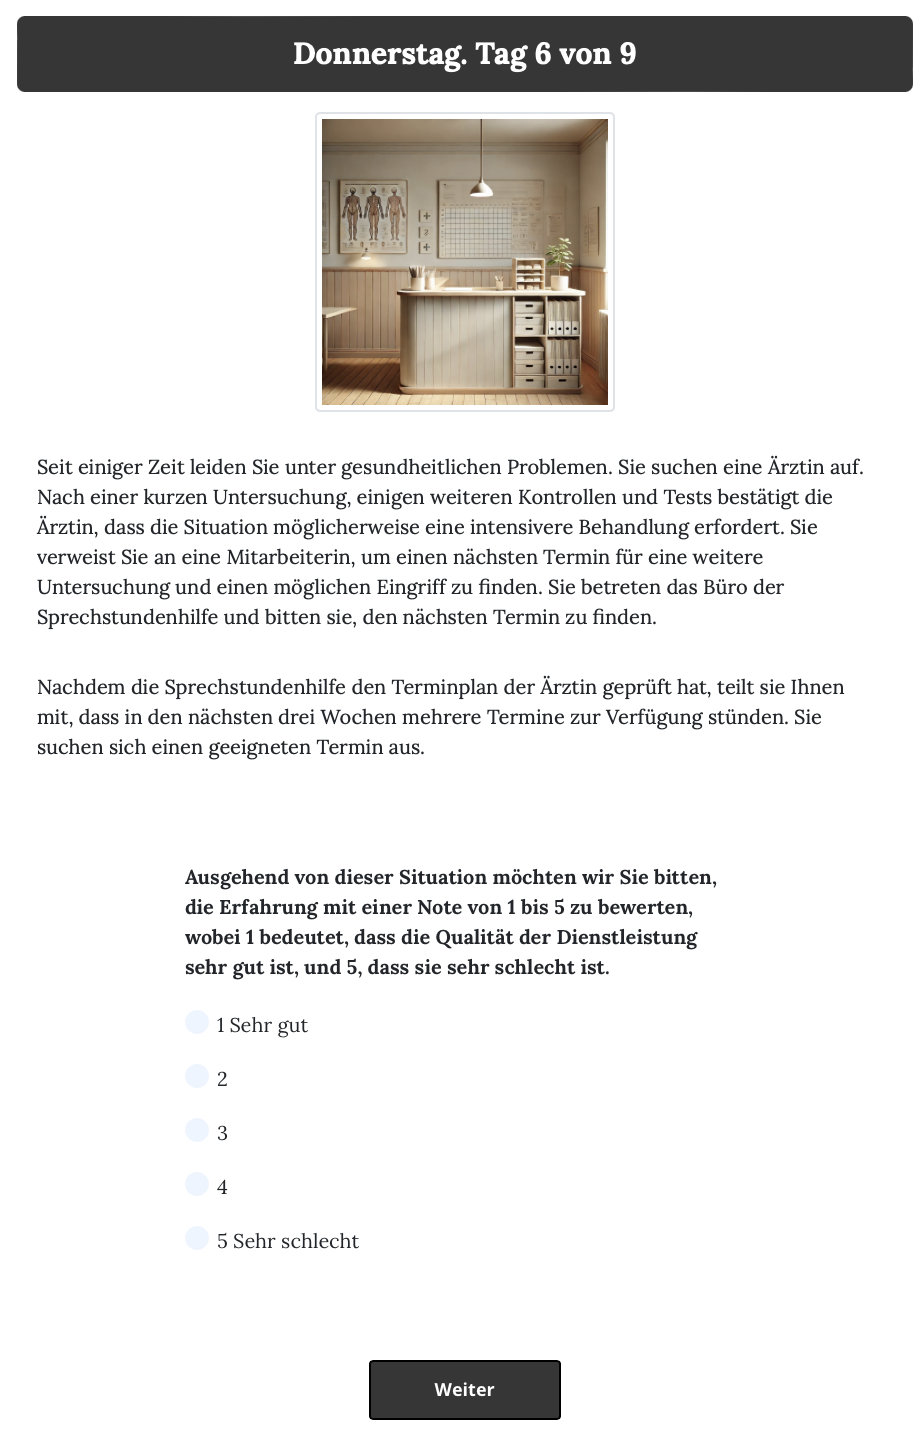 Donnerstag. Tag 6 von 9
Seit einiger Zeit leiden Sie unter gesundheitlichen Problemen. Sie suchen eine Ärztin auf.
Nach einer kurzen Untersuchung, einigen weiteren Kontrollen und Tests bestätigt die
Ärztin, dass die Situation möglicherweise eine intensivere Behandlung erfordert. Sie
verweist Sie an eine Mitarbeiterin, um einen nächsten Termin für eine weitere
Untersuchung und einen möglichen Eingriff zu finden. Sie betreten das Büro der
Sprechstundenhilfe und bitten sie, den nächsten Termin zu finden.
Nachdem die Sprechstundenhilfe den Terminplan der Ärztin geprüft hat, teilt sie Ihnen
mit, dass in den nächsten drei Wochen mehrere Termine zur Verfügung stünden. Sie
suchen sich einen geeigneten Termin aus.
Ausgehend von dieser Situation möchten wir Sie bitten,
die Erfahrung mit einer Note von 1 bis 5 zu bewerten,
wobei 1 bedeutet, dass die Qualität der Dienstleistung
sehr gut ist, und 5, dass sie sehr schlecht ist.
1 Sehr gut
2
3
4
5 Sehr schlecht
Weiter